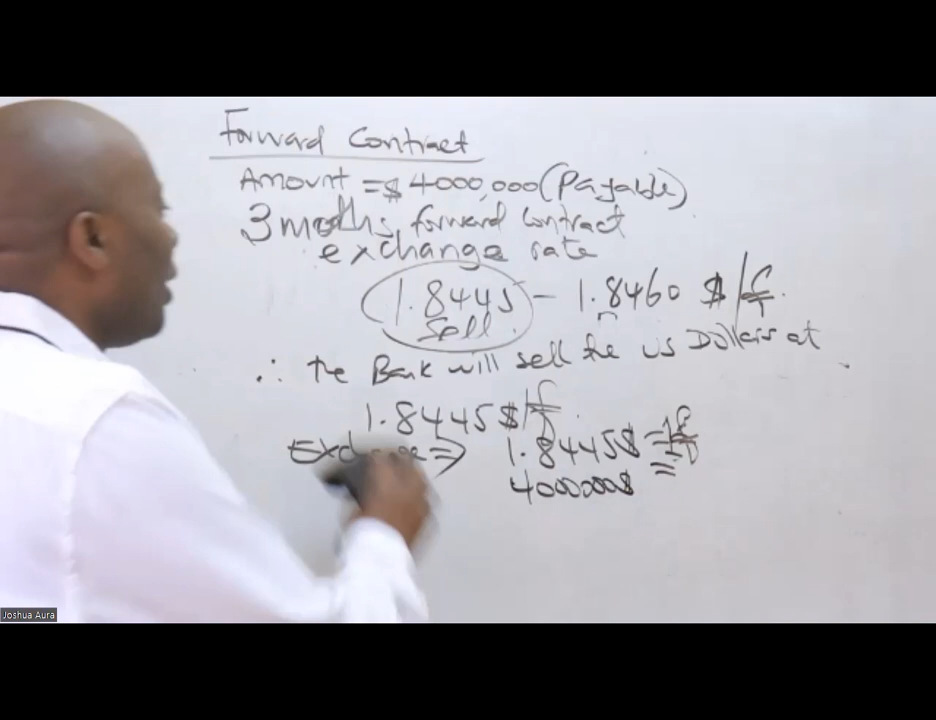 Forward Contract
Amount = $ 4000,000 (Payable)
3 months forward contract
exchange rate
1.8445 - 1.8460 $/£
Sell
∴ the Bank will sell the US Dollars at
1.8445 $/£
1.8445$ = 1£
4000000$ =
Joshua Aura